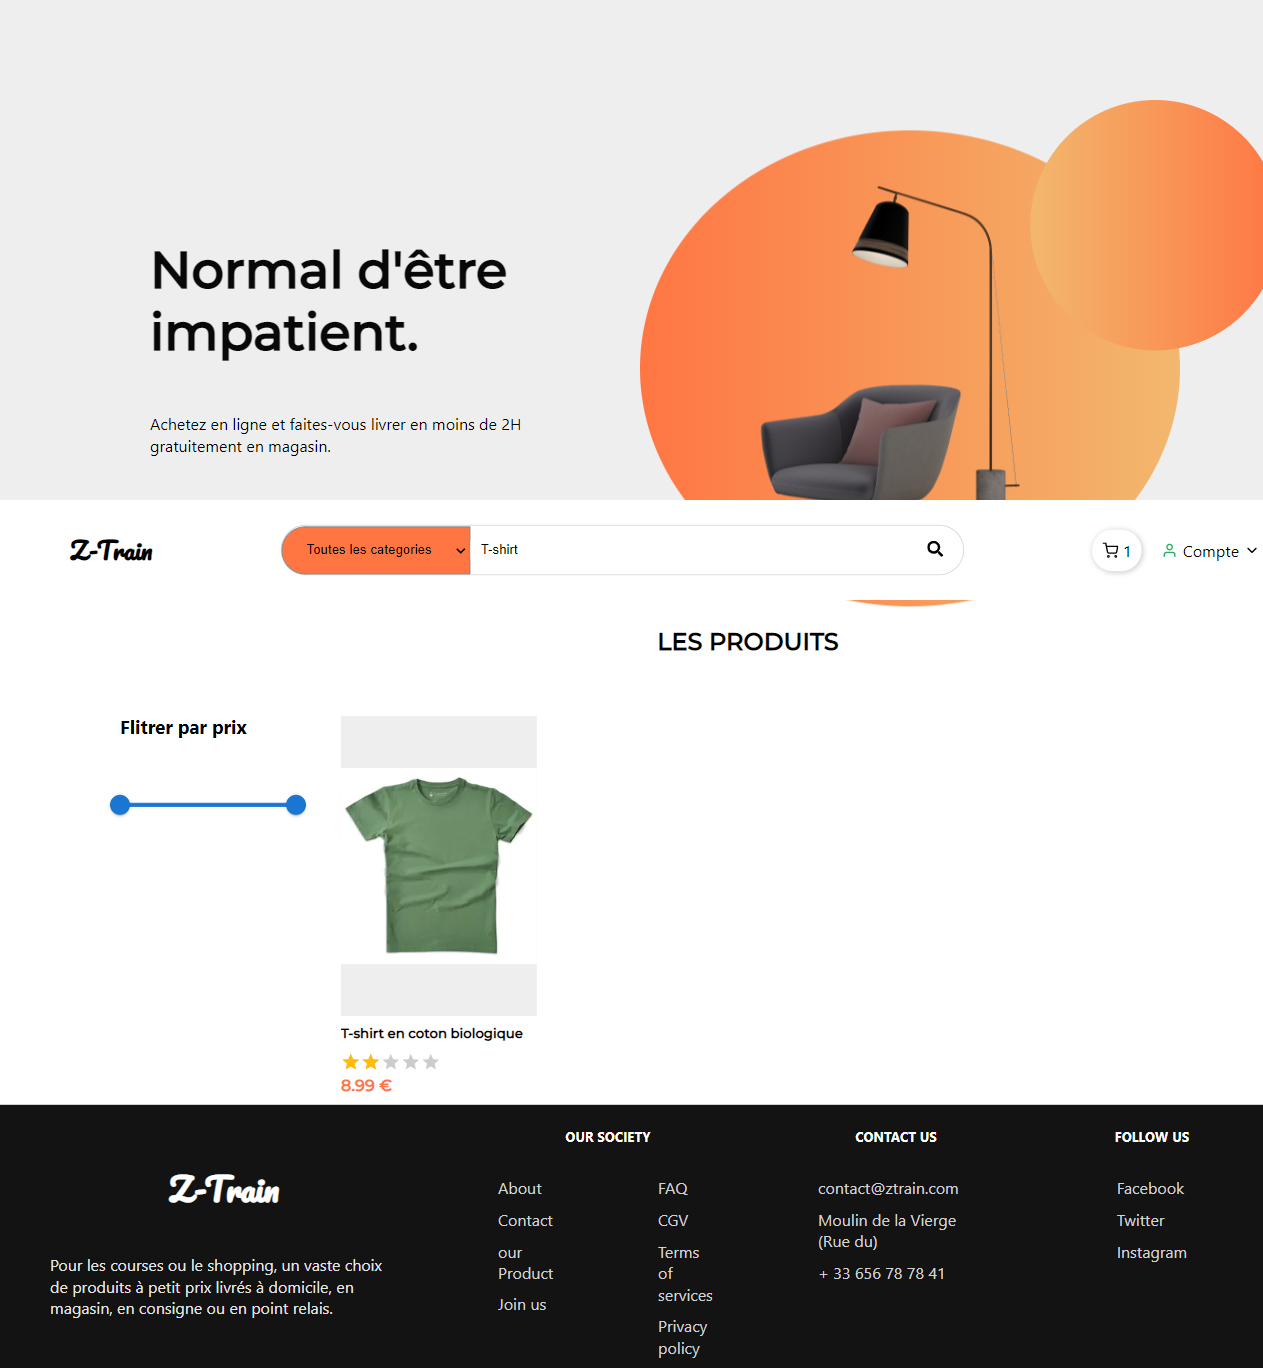 Normal d'être
impatient.
Achetez en ligne et faites-vous livrer en moins de 2H
gratuitement en magasin.
Z-Train
Toutes les categories
T-shirt
1
Compte
LES PRODUITS
Flitrer par prix
T-shirt en coton biologique
8.99 €
Z-Train
Pour les courses ou le shopping, un vaste choix
de produits à petit prix livrés à domicile, en
magasin, en consigne ou en point relais.
OUR SOCIETY
About
Contact
our
Product
Join us
FAQ
CGV
Terms
of
services
Privacy
policy
CONTACT US
contact@ztrain.com
Moulin de la Vierge
(Rue du)
+ 33 656 78 78 41
FOLLOW US
Facebook
Twitter
Instagram